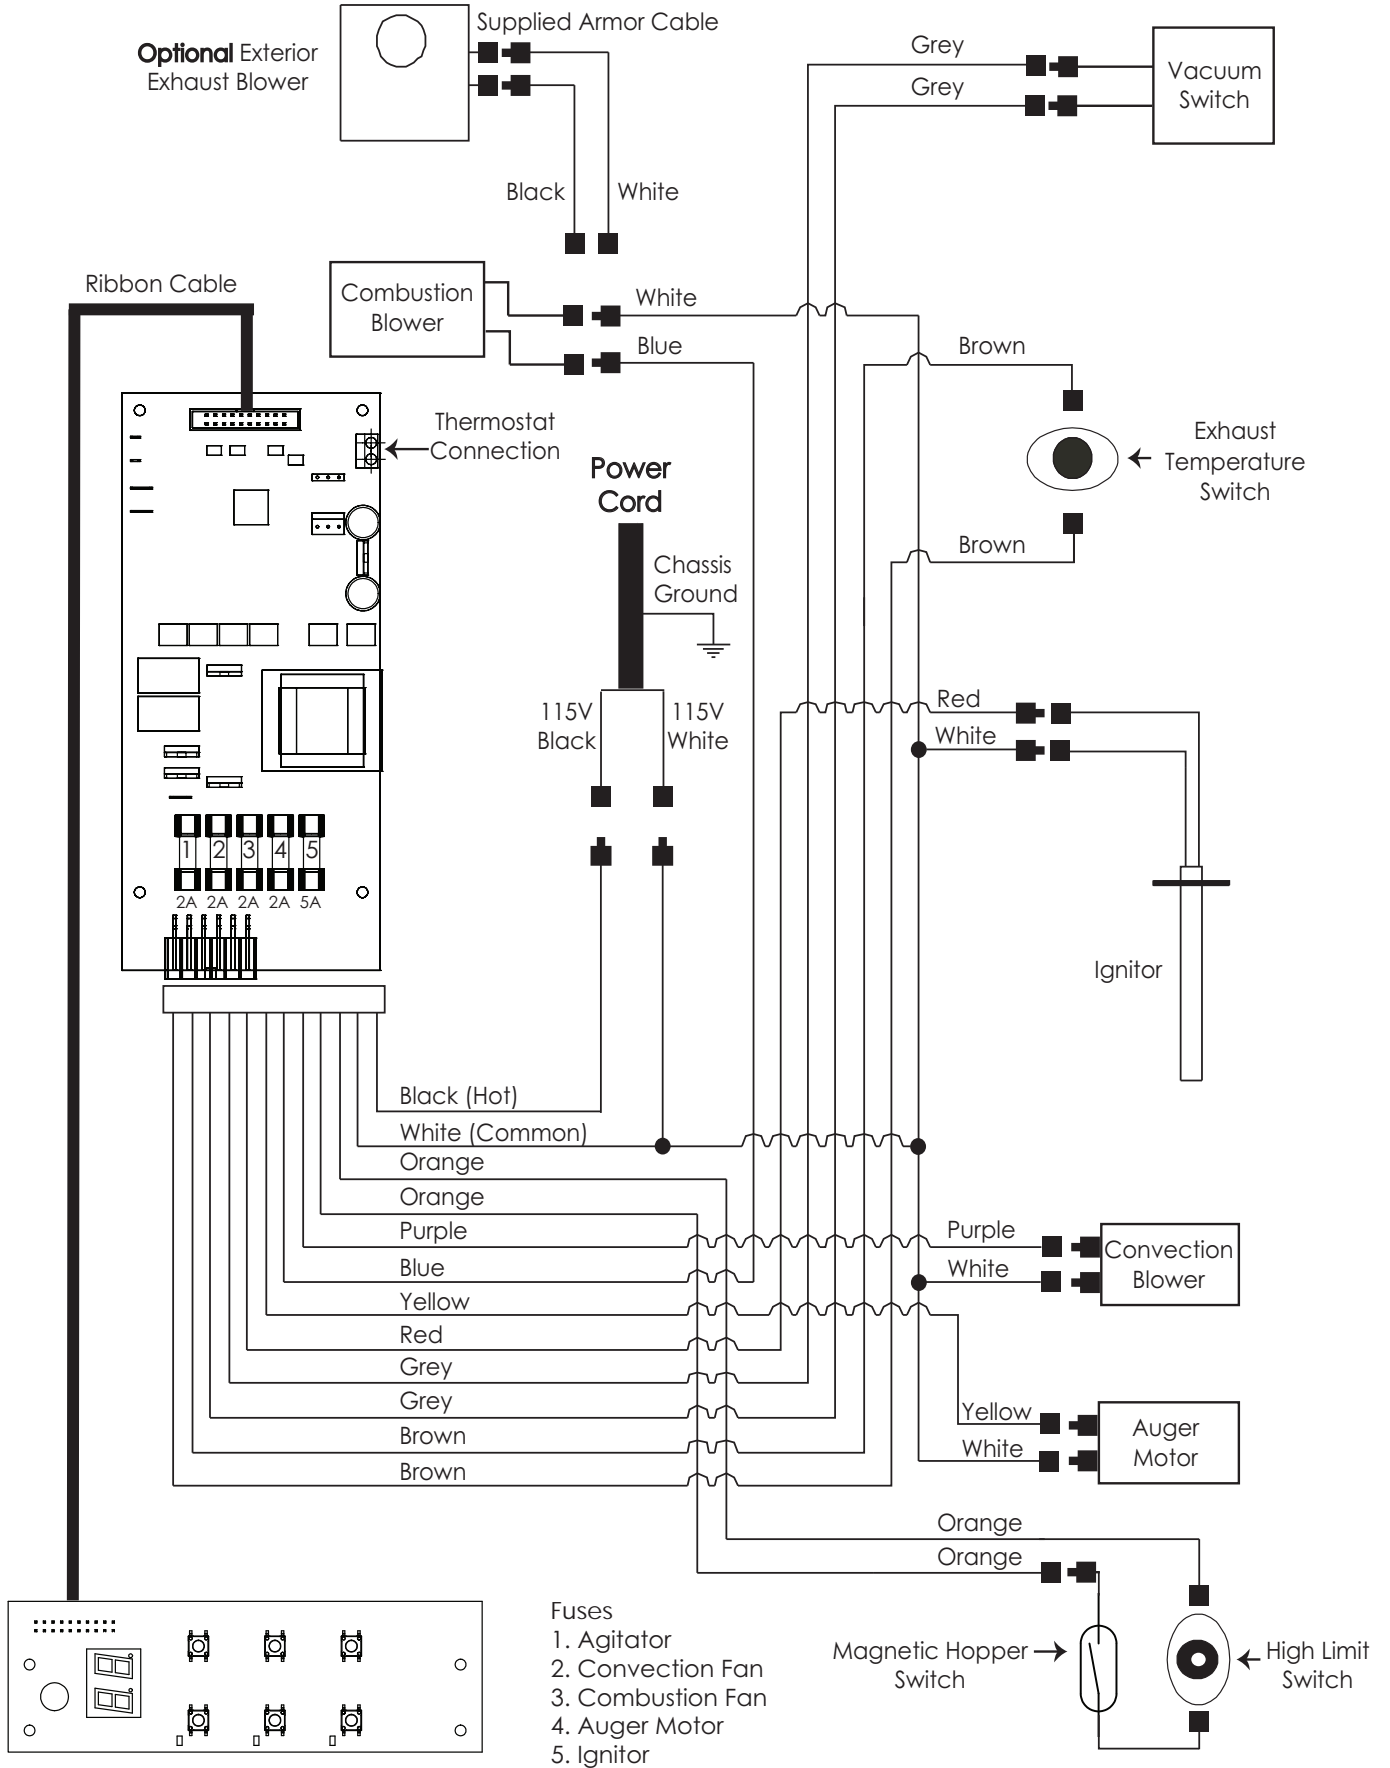 Supplied Armor Cable
Optional Exterior
Exhaust Blower
Grey
Grey
Vacuum
Switch
Black
White
Ribbon Cable
Combustion
Blower
White
Blue
Brown
Thermostat
Connection
Exhaust
Temperature
Switch
Power
Cord
Brown
Chassis
Ground
115V
Black
115V
White
Red
White
1 2 3 4 5
2A 2A 2A 2A 5A
Ignitor
Black (Hot)
White (Common)
Orange
Orange
Purple
Blue
Yellow
Red
Grey
Grey
Brown
Brown
Purple
White
Convection
Blower
Yellow
White
Auger
Motor
Orange
Orange
Magnetic Hopper
Switch
High Limit
Switch
Fuses
1. Agitator
2. Convection Fan
3. Combustion Fan
4. Auger Motor
5. Ignitor